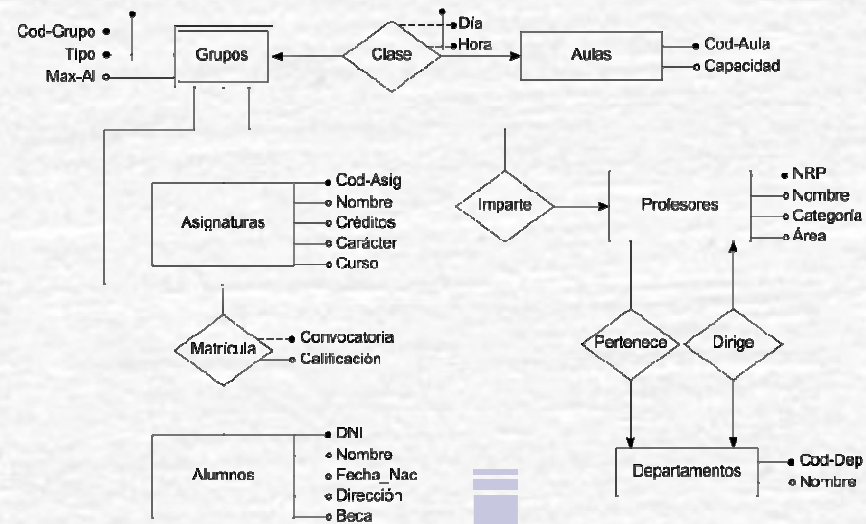 Cod-Grupo
Tipo
Max-Al
Grupos
Clase
Día
Hora
Aulas
Cod-Aula
Capacidad
Asignaturas
Cod-Asig
Nombre
Créditos
Carácter
Curso
Imparte
Profesores
NRP
Nombre
Categoría
Área
Matrícula
Convocatoria
Calificación
Pertenece
Dirige
Alumnos
DNI
Nombre
Fecha_Nac
Dirección
Beca
Departamentos
Cod-Dep
Nombre